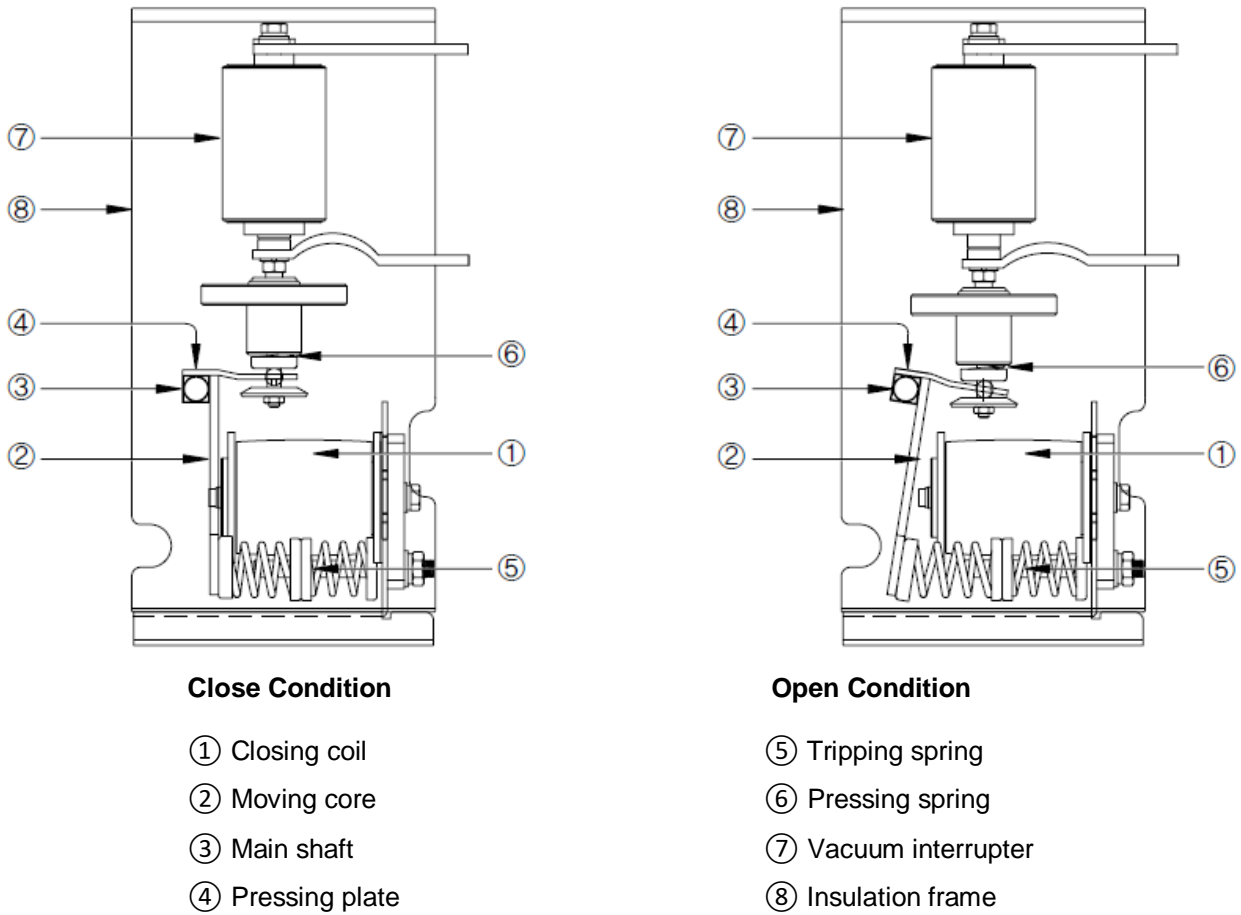 ⑦ ⑦
⑧ ⑧
④ ④
⑥ ⑥
③ ③
② ① ② ①
⑤ ⑤
Close Condition Open Condition
① Closing coil ⑤ Tripping spring
② Moving core ⑥ Pressing spring
③ Main shaft ⑦ Vacuum interrupter
④ Pressing plate ⑧ Insulation frame